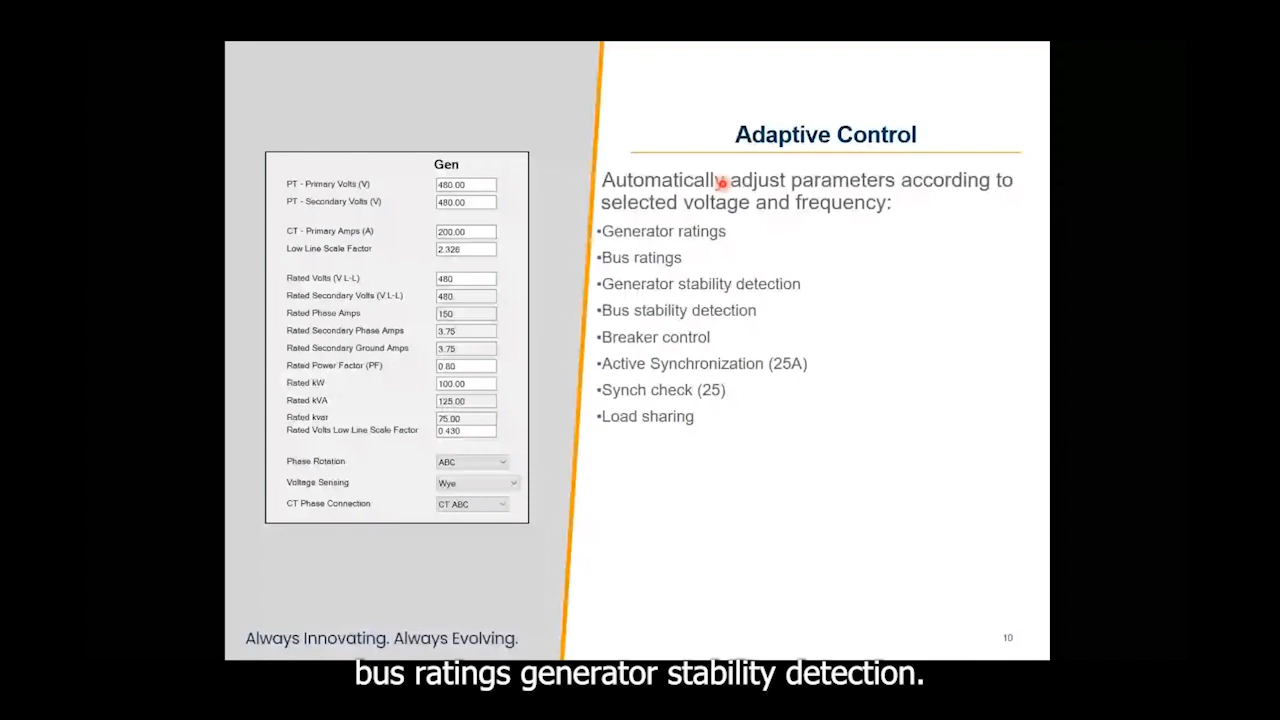 Gen
PT - Primary Volts (V) 480.00
PT - Secondary Volts (V) 480.00
CT - Primary Amps (A) 200.00
Low Line Scale Factor 2.326
Rated Volts (V L-L) 480
Rated Secondary Volts (V L-L) 480.
Rated Phase Amps 150
Rated Secondary Phase Amps 3.75
Rated Secondary Ground Amps 3.75
Rated Power Factor (PF) 0.80
Rated kW 100.00
Rated kVA 125.00
Rated kvar 75.00
Rated Volts Low Line Scale Factor 0.430
Phase Rotation ABC
Voltage Sensing Wye
CT Phase Connection CT ABC
Always Innovating. Always Evolving.
Adaptive Control
Automatically adjust parameters according to
selected voltage and frequency:
•Generator ratings
•Bus ratings
•Generator stability detection
•Bus stability detection
•Breaker control
•Active Synchronization (25A)
•Synch check (25)
•Load sharing
10
bus ratings generator stability detection.